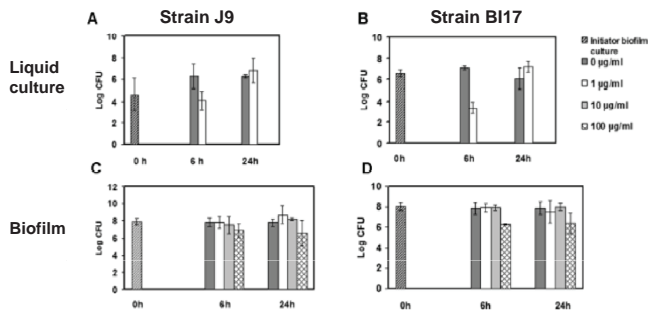 Strain J9
Strain BI17
A
B
Liquid culture
Log CFU
10
8
6
4
2
0
0 h
6 h
24h
Log CFU
10
8
6
4
2
0
0h
6h
24h
Initiator biofilm culture
0 µg/ml
1 µg/ml
10 µg/ml
100 µg/ml
C
D
Biofilm
Log CFU
12
10
8
6
4
2
0
0h
6h
24h
Log CFU
10
8
6
4
2
0
0h
6h
24h